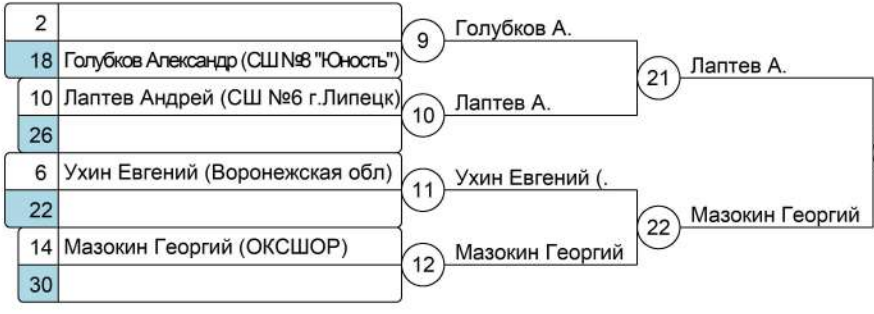 2
18 Голубков Александр (СШ №8 "Юность")
9 Голубков А.
10 Лаптев Андрей (СШ №6 г.Липецк)
26
10 Лаптев А.
21 Лаптев А.
6 Ухин Евгений (Воронежская обл)
22
11 Ухин Евгений (.
14 Мазокин Георгий (ОКСШОР)
30
12 Мазокин Георгий
22 Мазокин Георгий